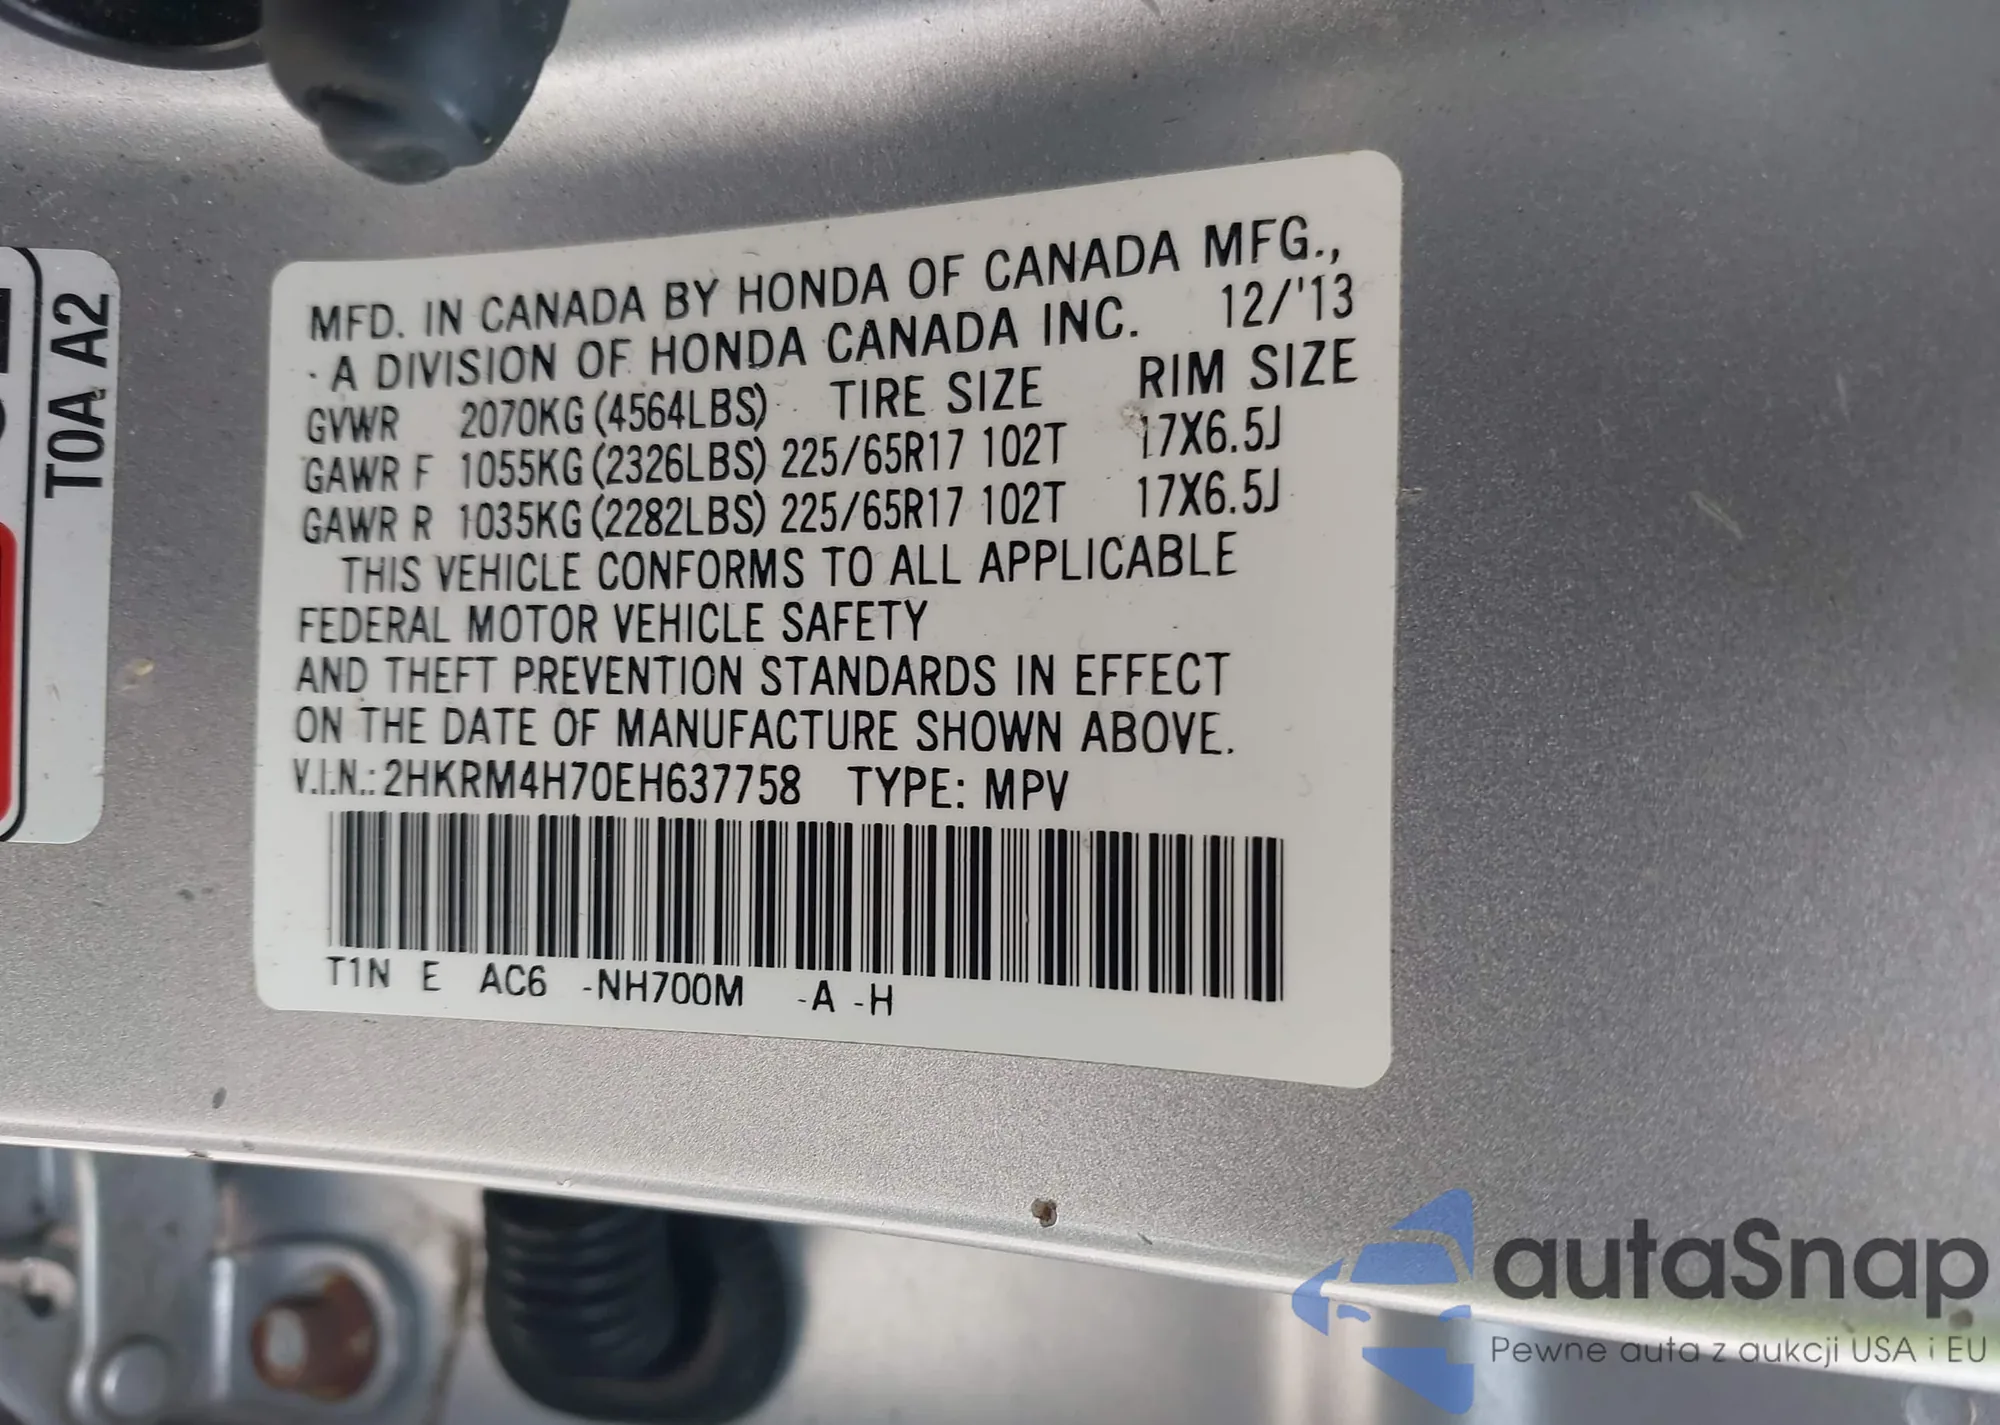 T0A A2
MFD. IN CANADA BY HONDA OF CANADA MFG.,
A DIVISION OF HONDA CANADA INC. 12/'13
GVWR 2070KG (4564LBS) TIRE SIZE RIM SIZE
GAWR F 1055KG (2326LBS) 225/65R17 102T 17X6.5J
GAWR R 1035KG (2282LBS) 225/65R17 102T 17X6.5J
THIS VEHICLE CONFORMS TO ALL APPLICABLE
FEDERAL MOTOR VEHICLE SAFETY
AND THEFT PREVENTION STANDARDS IN EFFECT
ON THE DATE OF MANUFACTURE SHOWN ABOVE.
V.I.N.: 2HKRM4H70EH637758 TYPE: MPV
T1N E AC6 -NH700M -A -H
autaSnap
Pewne auta z aukcji USA i EU